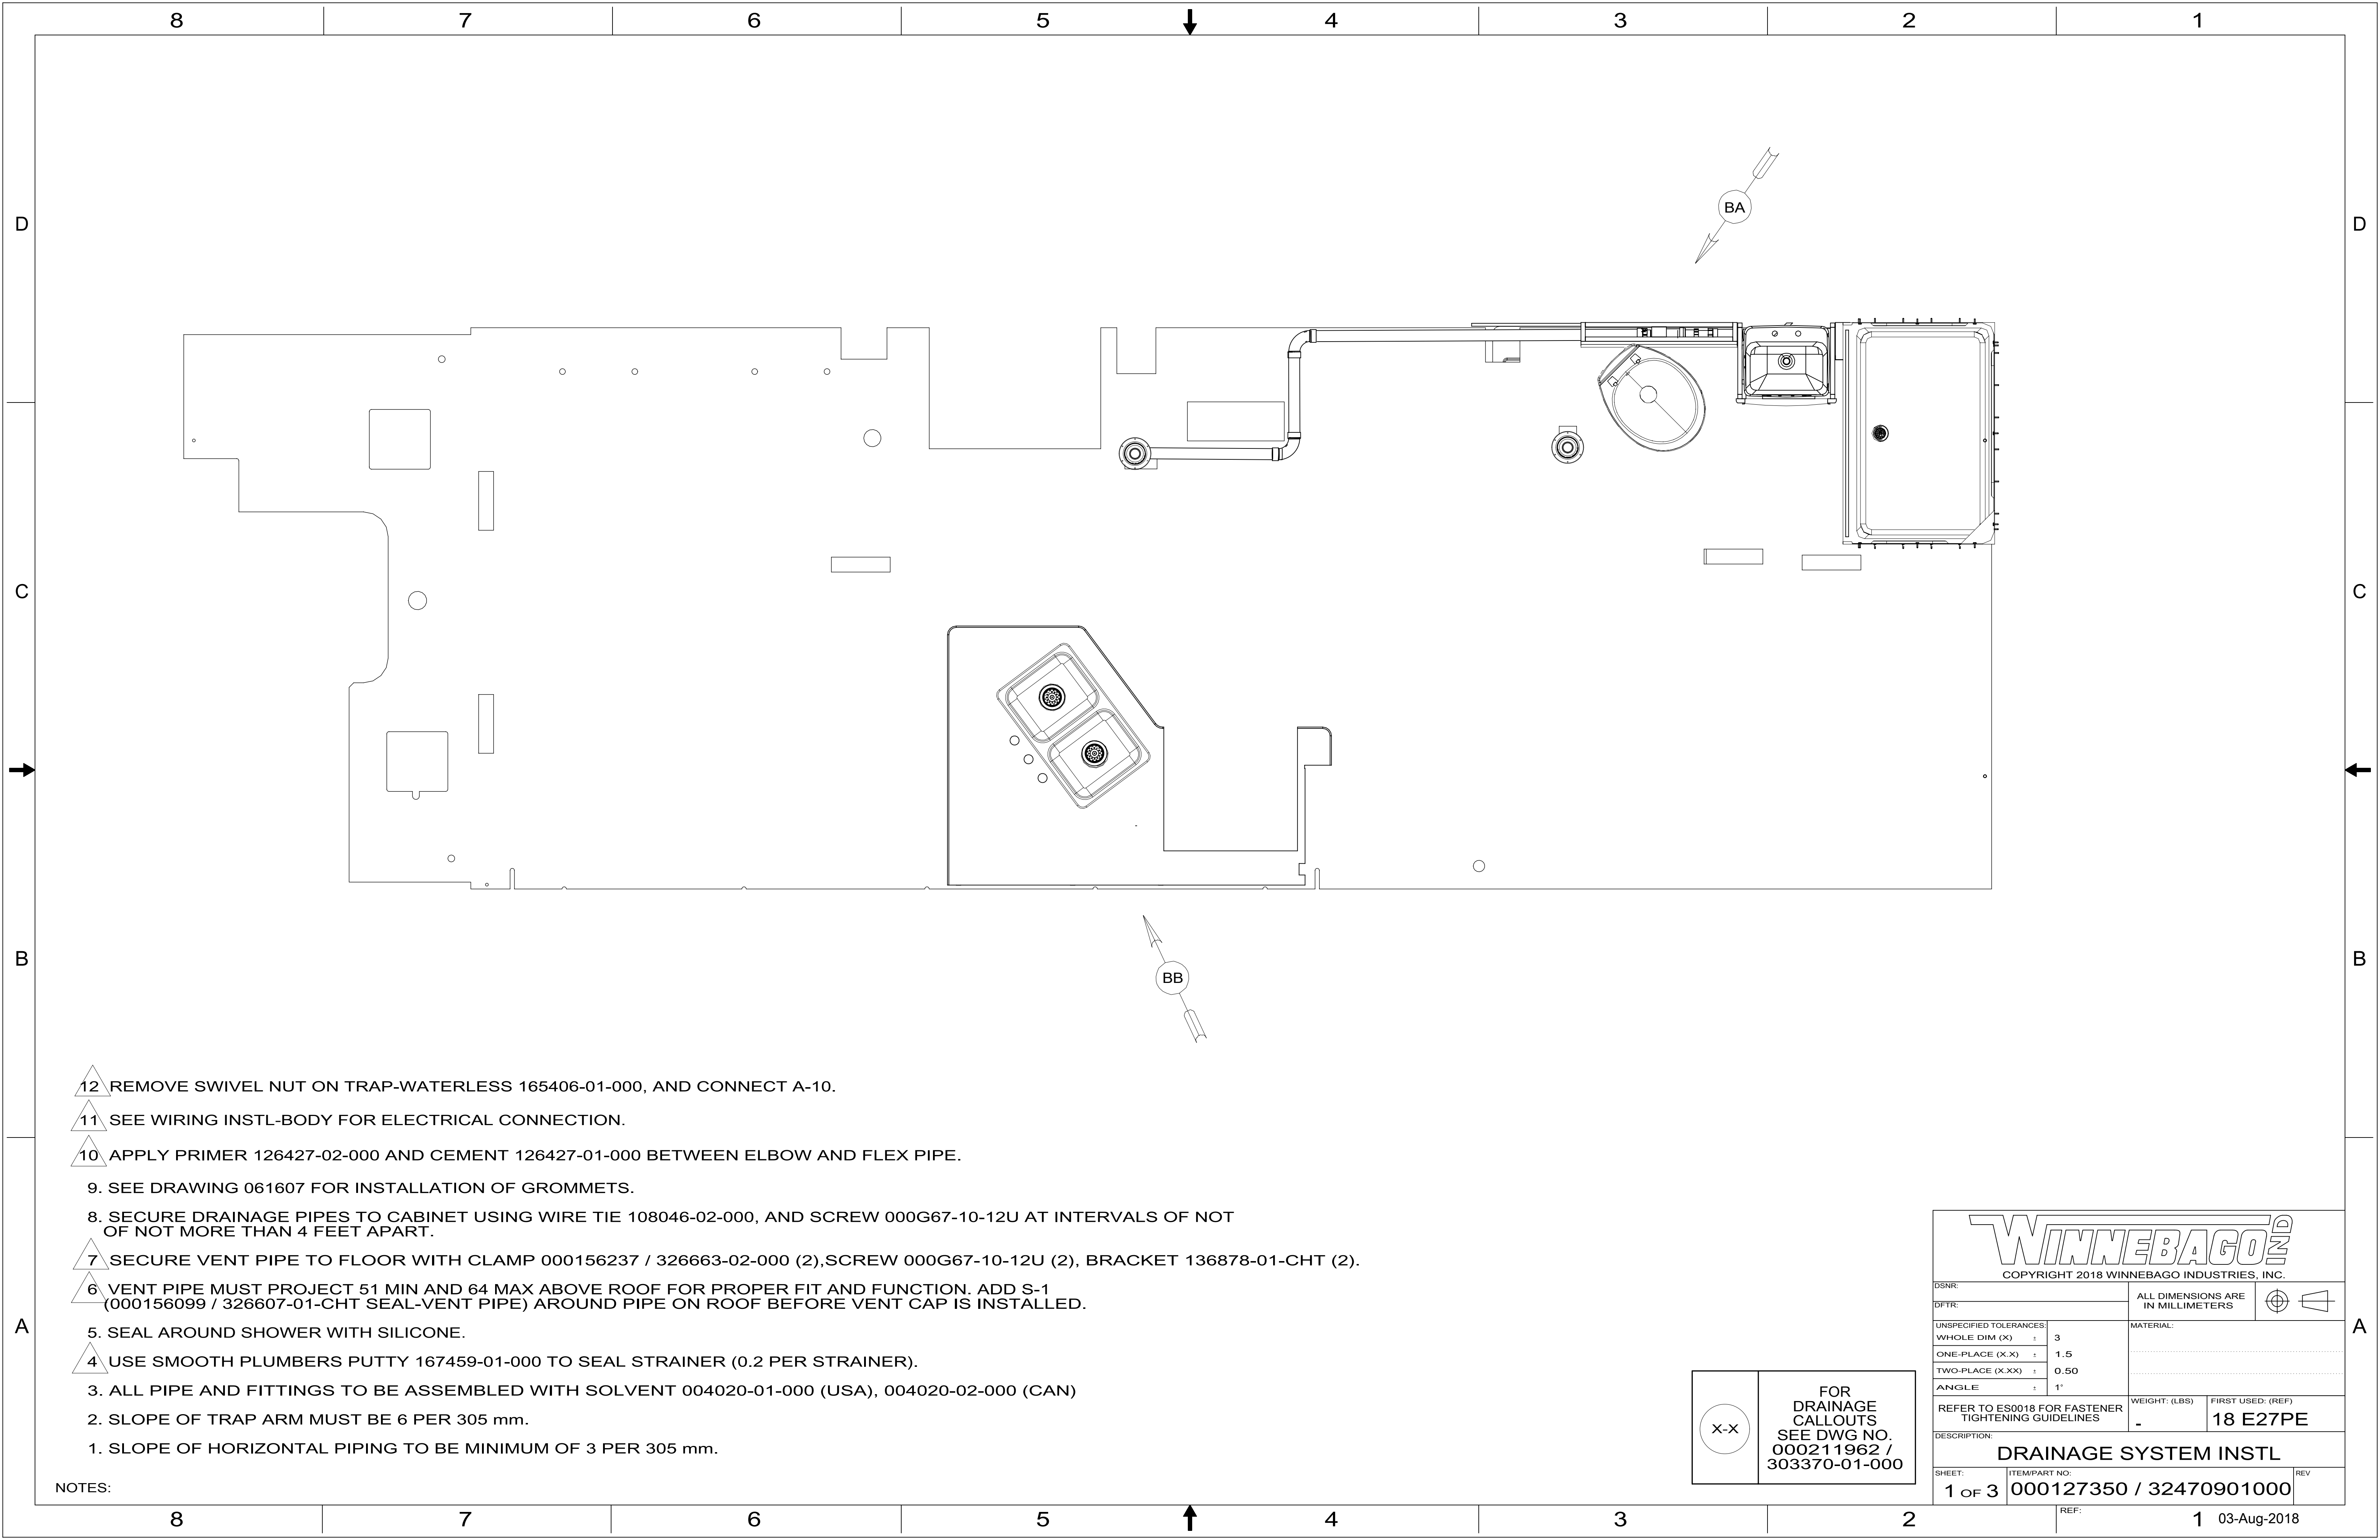 8 7 6 5 4 3 2 1
D D
BA
C C
BB
B B
12 REMOVE SWIVEL NUT ON TRAP-WATERLESS 165406-01-000, AND CONNECT A-10.
11 SEE WIRING INSTL-BODY FOR ELECTRICAL CONNECTION.
10 APPLY PRIMER 126427-02-000 AND CEMENT 126427-01-000 BETWEEN ELBOW AND FLEX PIPE.
9. SEE DRAWING 061607 FOR INSTALLATION OF GROMMETS.
8. SECURE DRAINAGE PIPES TO CABINET USING WIRE TIE 108046-02-000, AND SCREW 000G67-10-12U AT INTERVALS OF NOT
OF NOT MORE THAN 4 FEET APART.
7 SECURE VENT PIPE TO FLOOR WITH CLAMP 000156237 / 326663-02-000 (2),SCREW 000G67-10-12U (2), BRACKET 136878-01-CHT (2).
6 VENT PIPE MUST PROJECT 51 MIN AND 64 MAX ABOVE ROOF FOR PROPER FIT AND FUNCTION. ADD S-1
(000156099 / 326607-01-CHT SEAL-VENT PIPE) AROUND PIPE ON ROOF BEFORE VENT CAP IS INSTALLED.
5. SEAL AROUND SHOWER WITH SILICONE.
4 USE SMOOTH PLUMBERS PUTTY 167459-01-000 TO SEAL STRAINER (0.2 PER STRAINER).
3. ALL PIPE AND FITTINGS TO BE ASSEMBLED WITH SOLVENT 004020-01-000 (USA), 004020-02-000 (CAN)
2. SLOPE OF TRAP ARM MUST BE 6 PER 305 mm.
1. SLOPE OF HORIZONTAL PIPING TO BE MINIMUM OF 3 PER 305 mm.
NOTES:
A A
X-X
FOR
DRAINAGE
CALLOUTS
SEE DWG NO.
000211962 /
303370-01-000
WINNEBAGO IND
COPYRIGHT 2018 WINNEBAGO INDUSTRIES, INC.
DSNR:
DFTR:
ALL DIMENSIONS ARE
IN MILLIMETERS
UNSPECIFIED TOLERANCES:
WHOLE DIM (X) ± 3
ONE-PLACE (X.X) ± 1.5
TWO-PLACE (X.XX) ± 0.50
ANGLE ± 1°
MATERIAL:
REFER TO ES0018 FOR FASTENER
TIGHTENING GUIDELINES
WEIGHT: (LBS)
-
FIRST USED: (REF)
18 E27PE
DESCRIPTION:
DRAINAGE SYSTEM INSTL
SHEET:
1 OF 3
ITEM/PART NO:
000127350 / 32470901000
REV
REF:
8 7 6 5 4 3 2 1
03-Aug-2018